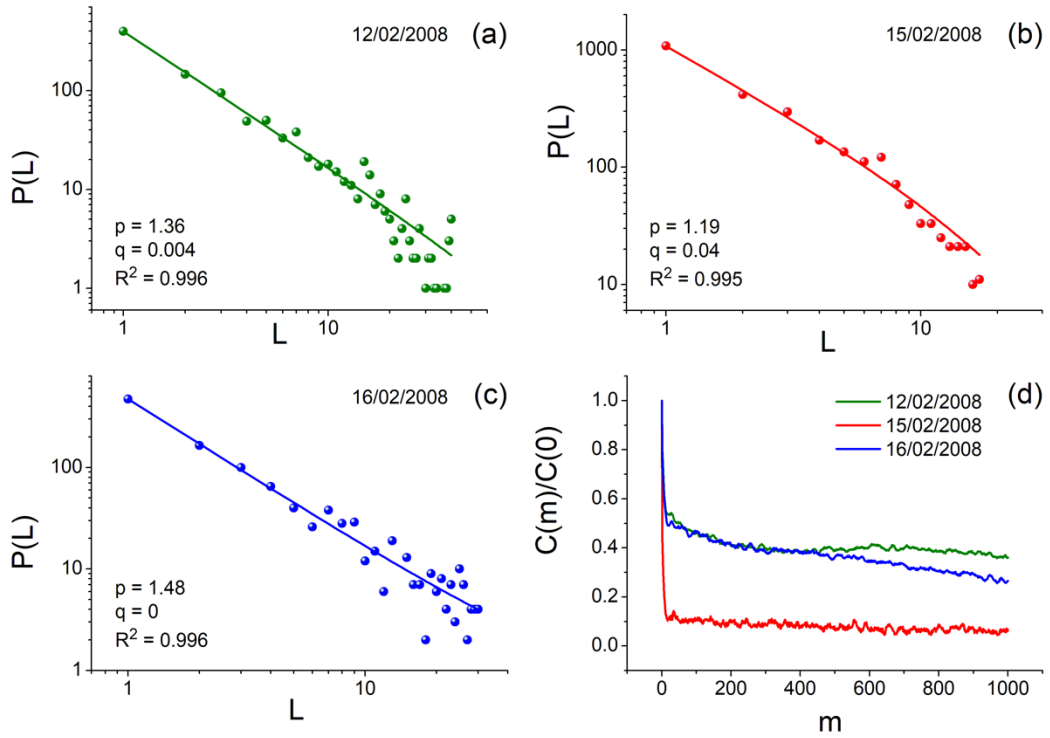 12/02/2008
(a)
100
10
1
P(L)
p = 1.36
q = 0.004
R² = 0.996
1
10
L
15/02/2008
(b)
1000
100
10
P(L)
p = 1.19
q = 0.04
R² = 0.995
1
10
L
16/02/2008
(c)
100
10
1
P(L)
p = 1.48
q = 0
R² = 0.996
1
10
L
(d)
12/02/2008
15/02/2008
16/02/2008
1.0
0.8
0.6
0.4
0.2
0.0
C(m)/C(0)
0
200
400
600
800
1000
m